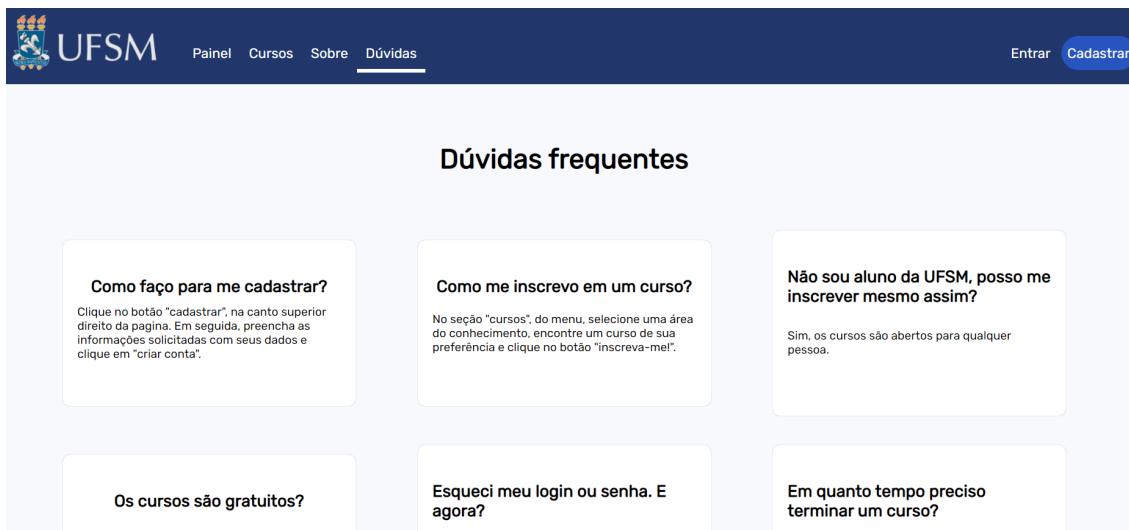 UFSM
Painel Cursos Sobre Dúvidas
Entrar Cadastrar
Dúvidas frequentes
Como faço para me cadastrar?
Clique no botão "cadastrar", na canto superior
direito da pagina. Em seguida, preencha as
informações solicitadas com seus dados e
clique em "criar conta".
Como me inscrevo em um curso?
No seção "cursos", do menu, selecione uma área
do conhecimento, encontre um curso de sua
preferência e clique no botão "inscreva-me!".
Não sou aluno da UFSM, posso me
inscrever mesmo assim?
Sim, os cursos são abertos para qualquer
pessoa.
Os cursos são gratuitos?
Esqueci meu login ou senha. E
agora?
Em quanto tempo preciso
terminar um curso?